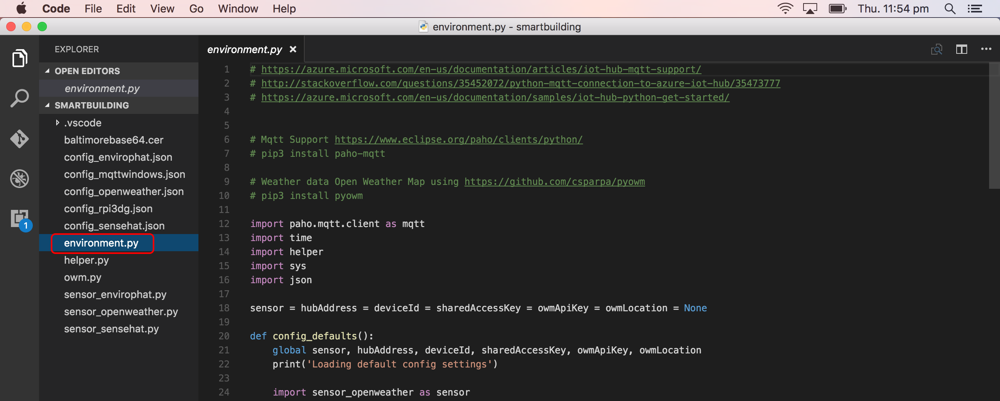 Code File Edit View Go Window Help Thu. 11:54 pm
environment.py - smartbuilding
EXPLORER
OPEN EDITORS
environment.py
SMARTBUILDING
.vscode
baltimorebase64.cer
config_envirophat.json
config_mqttwindows.json
config_openweather.json
config_rpi3dg.json
config_sensehat.json
environment.py
helper.py
owm.py
sensor_envirophat.py
sensor_openweather.py
sensor_sensehat.py
1
environment.py
1 # https://azure.microsoft.com/en-us/documentation/articles/iot-hub-mqtt-support/
2 # http://stackoverflow.com/questions/35452072/python-mqtt-connection-to-azure-iot-hub/35473777
3 # https://azure.microsoft.com/en-us/documentation/samples/iot-hub-python-get-started/
4
5
6 # Mqtt Support https://www.eclipse.org/paho/clients/python/
7 # pip3 install paho-mqtt
8
9 # Weather data Open Weather Map using https://github.com/csparpa/pyowm
10 # pip3 install pyowm
11
12 import paho.mqtt.client as mqtt
13 import time
14 import helper
15 import sys
16 import json
17
18 sensor = hubAddress = deviceId = sharedAccessKey = owmApiKey = owmLocation = None
19
20 def config_defaults():
21 global sensor, hubAddress, deviceId, sharedAccessKey, owmApiKey, owmLocation
22 print('Loading default config settings')
23
24 import sensor_openweather as sensor